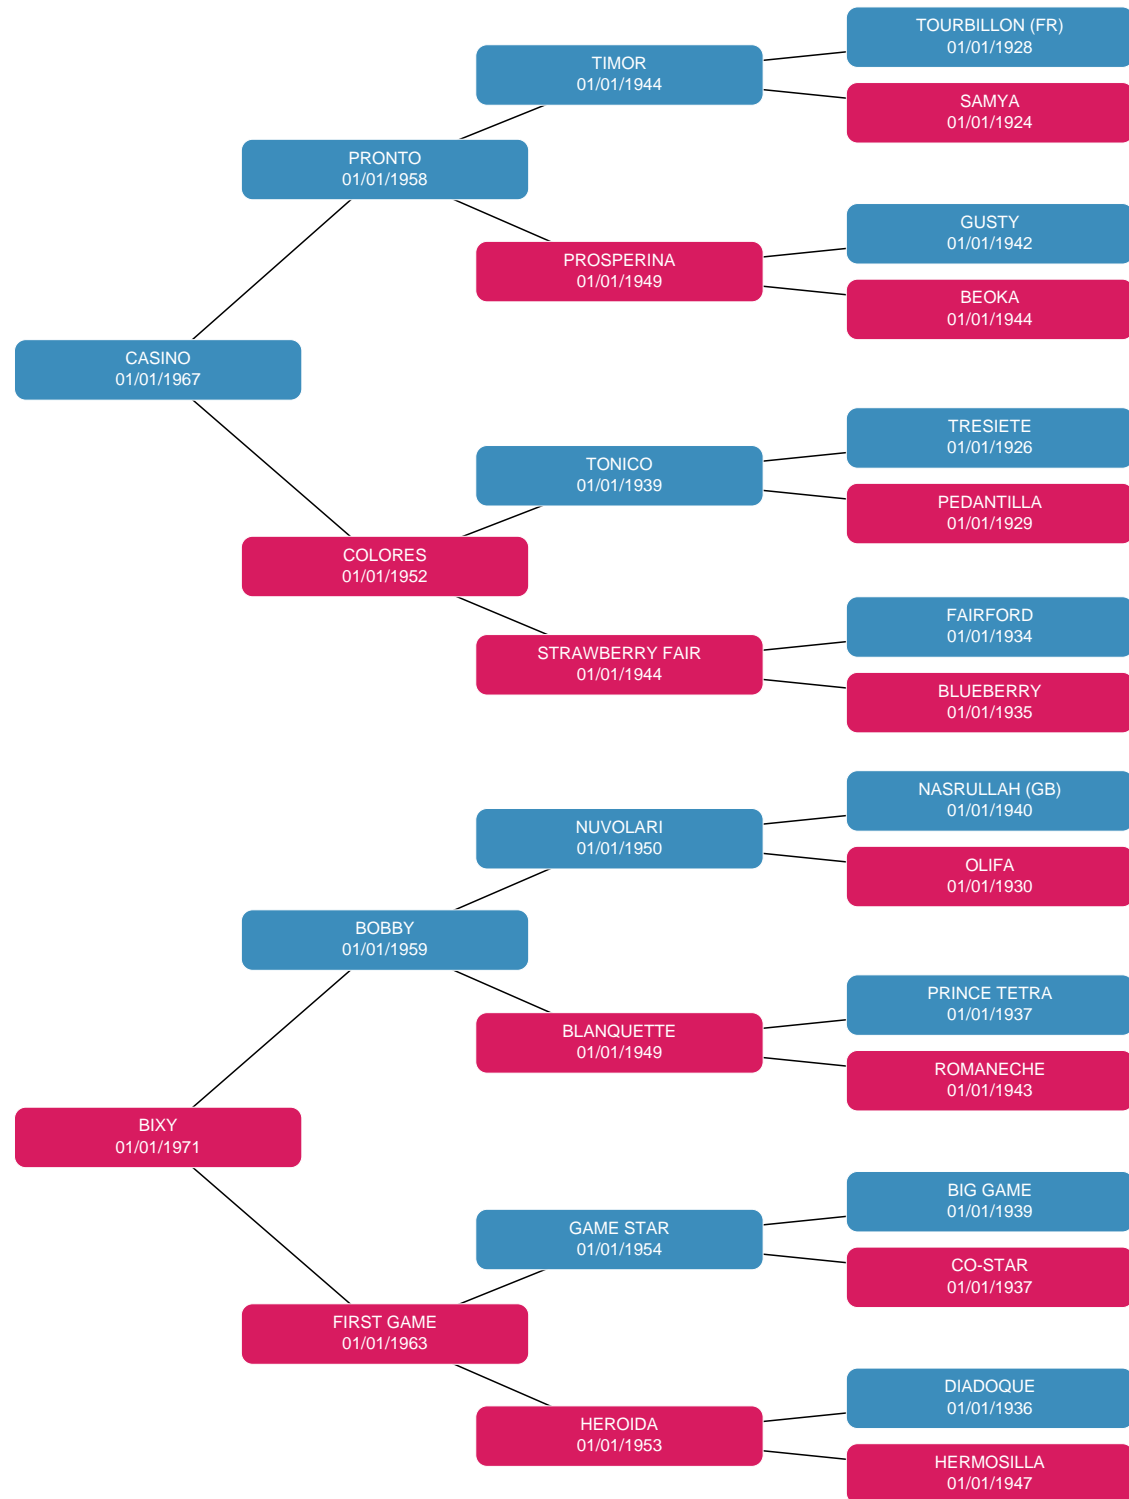 TOURBILLON (FR)
01/01/1928
TIMOR
01/01/1944
SAMYA
01/01/1924
PRONTO
01/01/1958
GUSTY
01/01/1942
PROSPERINA
01/01/1949
BEOKA
01/01/1944
CASINO
01/01/1967
TRESIETE
01/01/1926
TONICO
01/01/1939
PEDANTILLA
01/01/1929
COLORES
01/01/1952
FAIRFORD
01/01/1934
STRAWBERRY FAIR
01/01/1944
BLUEBERRY
01/01/1935
NASRULLAH (GB)
01/01/1940
NUVOLARI
01/01/1950
OLIFA
01/01/1930
BOBBY
01/01/1959
PRINCE TETRA
01/01/1937
BLANQUETTE
01/01/1949
ROMANECHE
01/01/1943
BIXY
01/01/1971
BIG GAME
01/01/1939
GAME STAR
01/01/1954
CO-STAR
01/01/1937
FIRST GAME
01/01/1963
DIADOQUE
01/01/1936
HEROIDA
01/01/1953
HERMOSILLA
01/01/1947